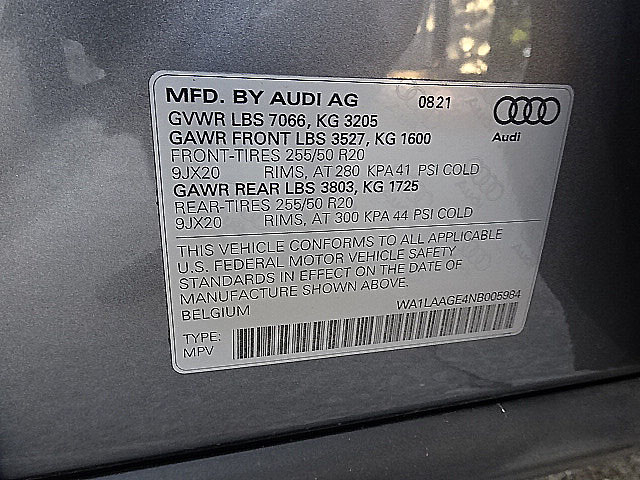 MFD. BY AUDI AG 08.21
GVWR LBS 7066, KG 3205
GAWR FRONT LBS 3527, KG 1600
FRONT-TIRES 255/50 R20
9JX20 RIMS, AT 280 KPA 41 PSI COLD
GAWR REAR LBS 3803, KG 1725
REAR-TIRES 255/50 R20
9JX20 RIMS, AT 300 KPA 44 PSI COLD
Audi
THIS VEHICLE CONFORMS TO ALL APPLICABLE
U.S. FEDERAL MOTOR VEHICLE SAFETY
STANDARDS IN EFFECT ON THE DATE OF
MANUFACTURE SHOWN ABOVE.
BELGIUM WA1LAAGE4NB005984
TYPE:
MPV